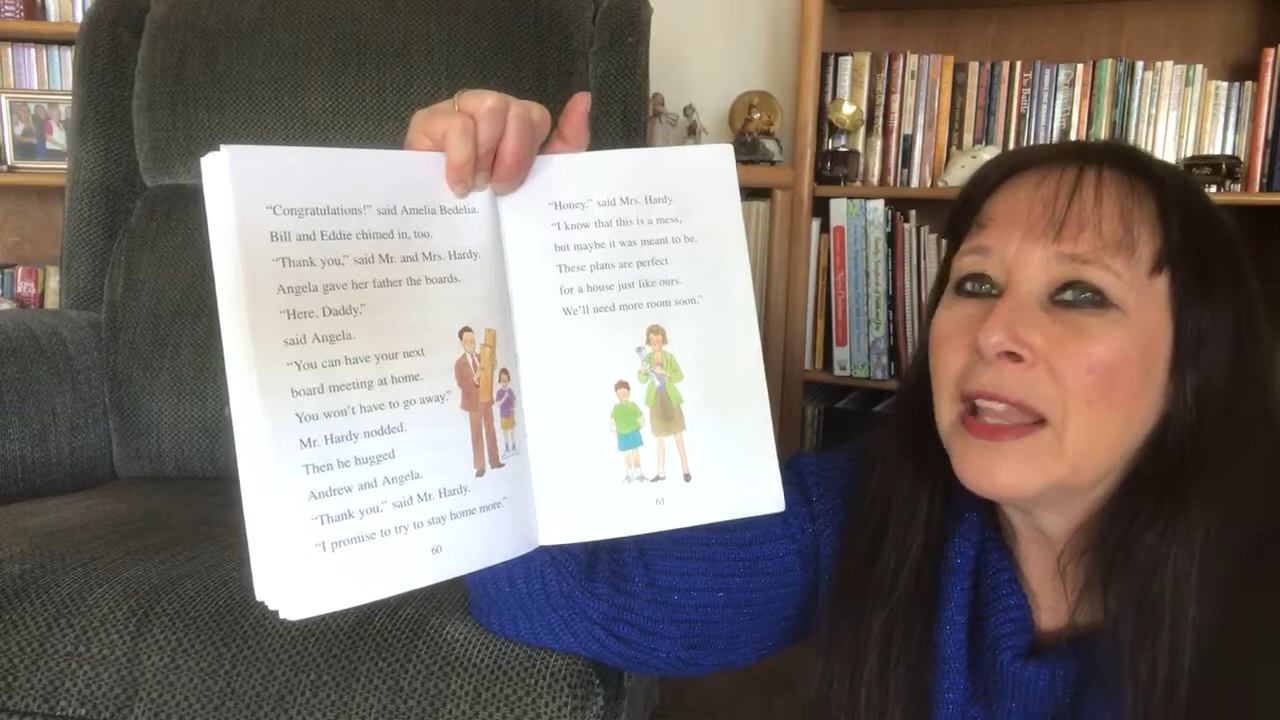 “Congratulations!” said Amelia Bedelia.
Bill and Eddie chimed in, too.
“Thank you,” said Mr. and Mrs. Hardy.
Angela gave her father the boards.
“Here, Daddy,”
said Angela.
“You can have your next
board meeting at home.
You won’t have to go away.”
Mr. Hardy nodded.
Then he hugged
Andrew and Angela.
“Thank you,” said Mr. Hardy.
“I promise to try to stay home more.”
60
“Honey,” said Mrs. Hardy.
“I know that this is a mess,
but maybe it was meant to be.
These plans are perfect
for a house just like ours.
We’ll need more room soon.”
61